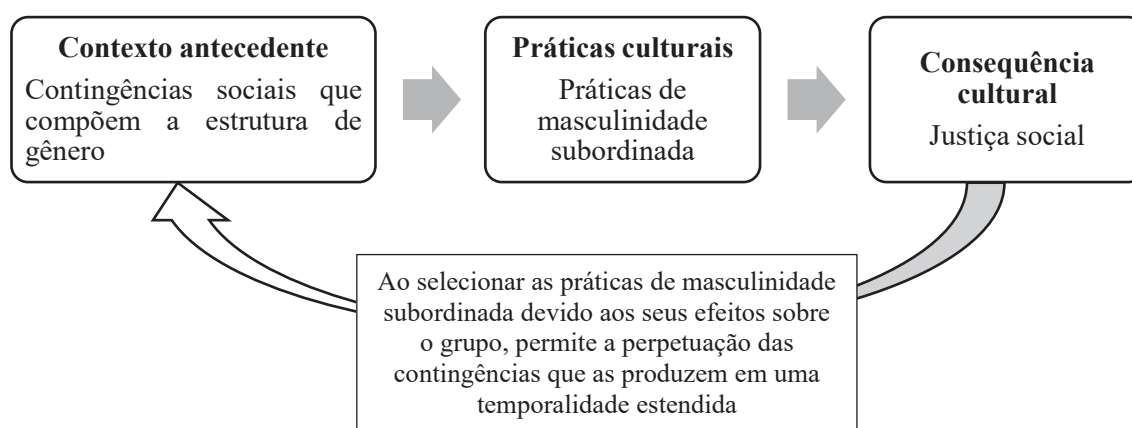 Contexto antecedente
Contingências sociais que
compõem a estrutura de
gênero
Práticas culturais
Práticas de
masculinidade
subordinada
Consequência
cultural
Justiça social
Ao selecionar as práticas de masculinidade
subordinada devido aos seus efeitos sobre
o grupo, permite a perpetuação das
contingências que as produzem em uma
temporalidade estendida